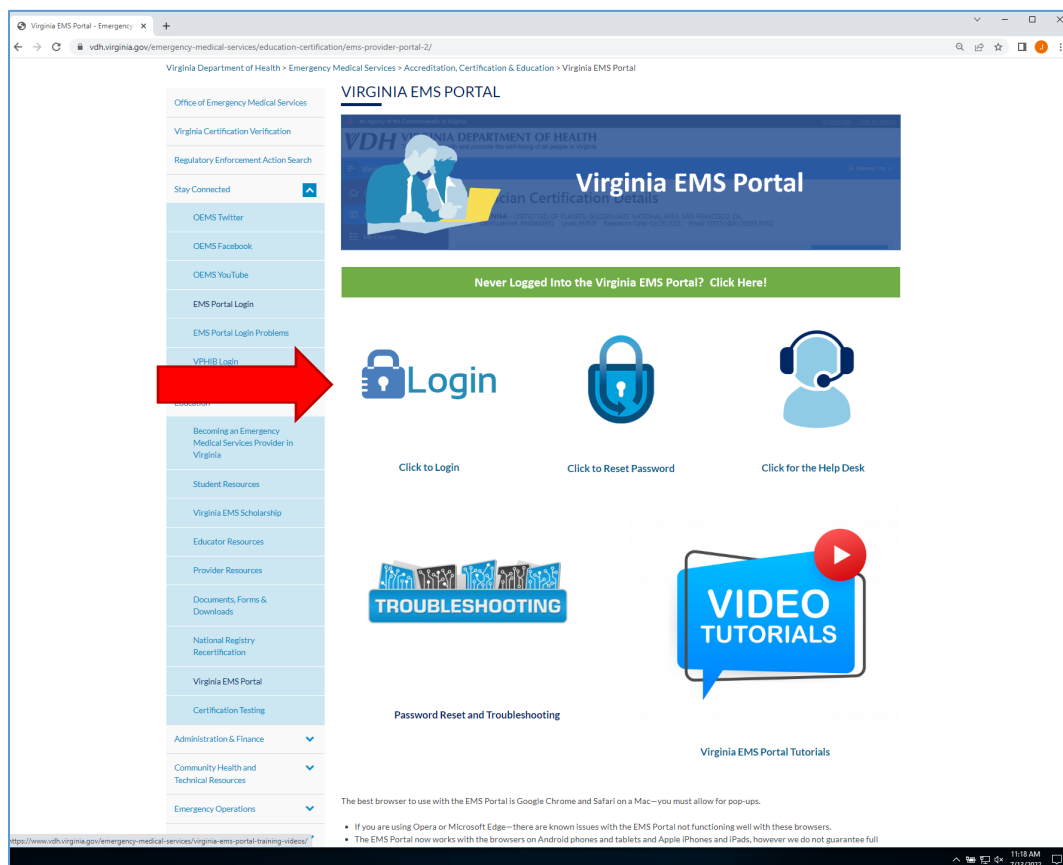 Virginia EMS Portal - Emergency
vdh.virginia.gov/emergency-medical-services/education-certification/ems-provider-portal-2/
J
Virginia Department of Health > Emergency Medical Services > Accreditation, Certification & Education > Virginia EMS Portal
Office of Emergency Medical Services
Virginia Certification Verification
Regulatory Enforcement Action Search
Stay Connected
OEMS Twitter
OEMS Facebook
OEMS YouTube
EMS Portal Login
EMS Portal Login Problems
VPHIB Login
Education
Becoming an Emergency
Medical Services Provider in
Virginia
Student Resources
Virginia EMS Scholarship
Educator Resources
Provider Resources
Documents, Forms &
Downloads
National Registry
Recertification
Virginia EMS Portal
Certification Testing
Administration & Finance
Community Health and
Technical Resources
Emergency Operations
VIRGINIA EMS PORTAL
VDH VIRGINIA DEPARTMENT OF HEALTH
Virginia EMS Portal
Certification Details
Never Logged Into the Virginia EMS Portal? Click Here!
Login
Click to Login
Click to Reset Password
Click for the Help Desk
TROUBLESHOOTING
VIDEO
TUTORIALS
Password Reset and Troubleshooting
Virginia EMS Portal Tutorials
The best browser to use with the EMS Portal is Google Chrome and Safari on a Mac—you must allow for pop-ups.
• If you are using Opera or Microsoft Edge—there are known issues with the EMS Portal not functioning well with these browsers.
• The EMS Portal now works with the browsers on Android phones and tablets and Apple iPhones and iPads, however we do not guarantee full
https://www.vdh.virginia.gov/emergency-medical-services/virginia-ems-portal-training-videos/
11:18 AM
7/13/2022